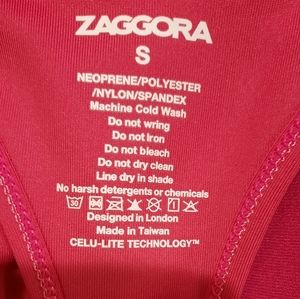 ZAGGORA
S
NEOPRENE/POLYESTER
/NYLON/SPANDEX
Machine Cold Wash
Do not wring
Do not Iron
Do not bleach
Do not dry clean
Line dry in shade
No harsh detergents or chemicals
30
Designed in London
Made in Taiwan
CELU-LITE TECHNOLOGY™